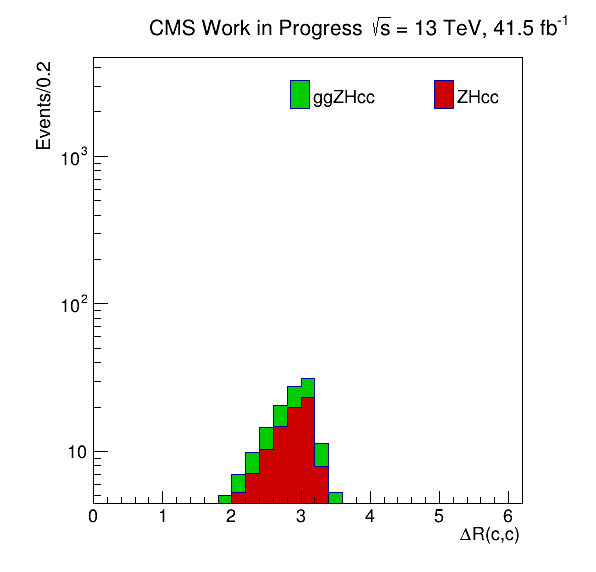 CMS Work in Progress √s = 13 TeV, 41.5 fb⁻¹
Events/0.2
ggZHcc ZHcc
10³
10²
10
0 1 2 3 4 5 6
ΔR(c,c)